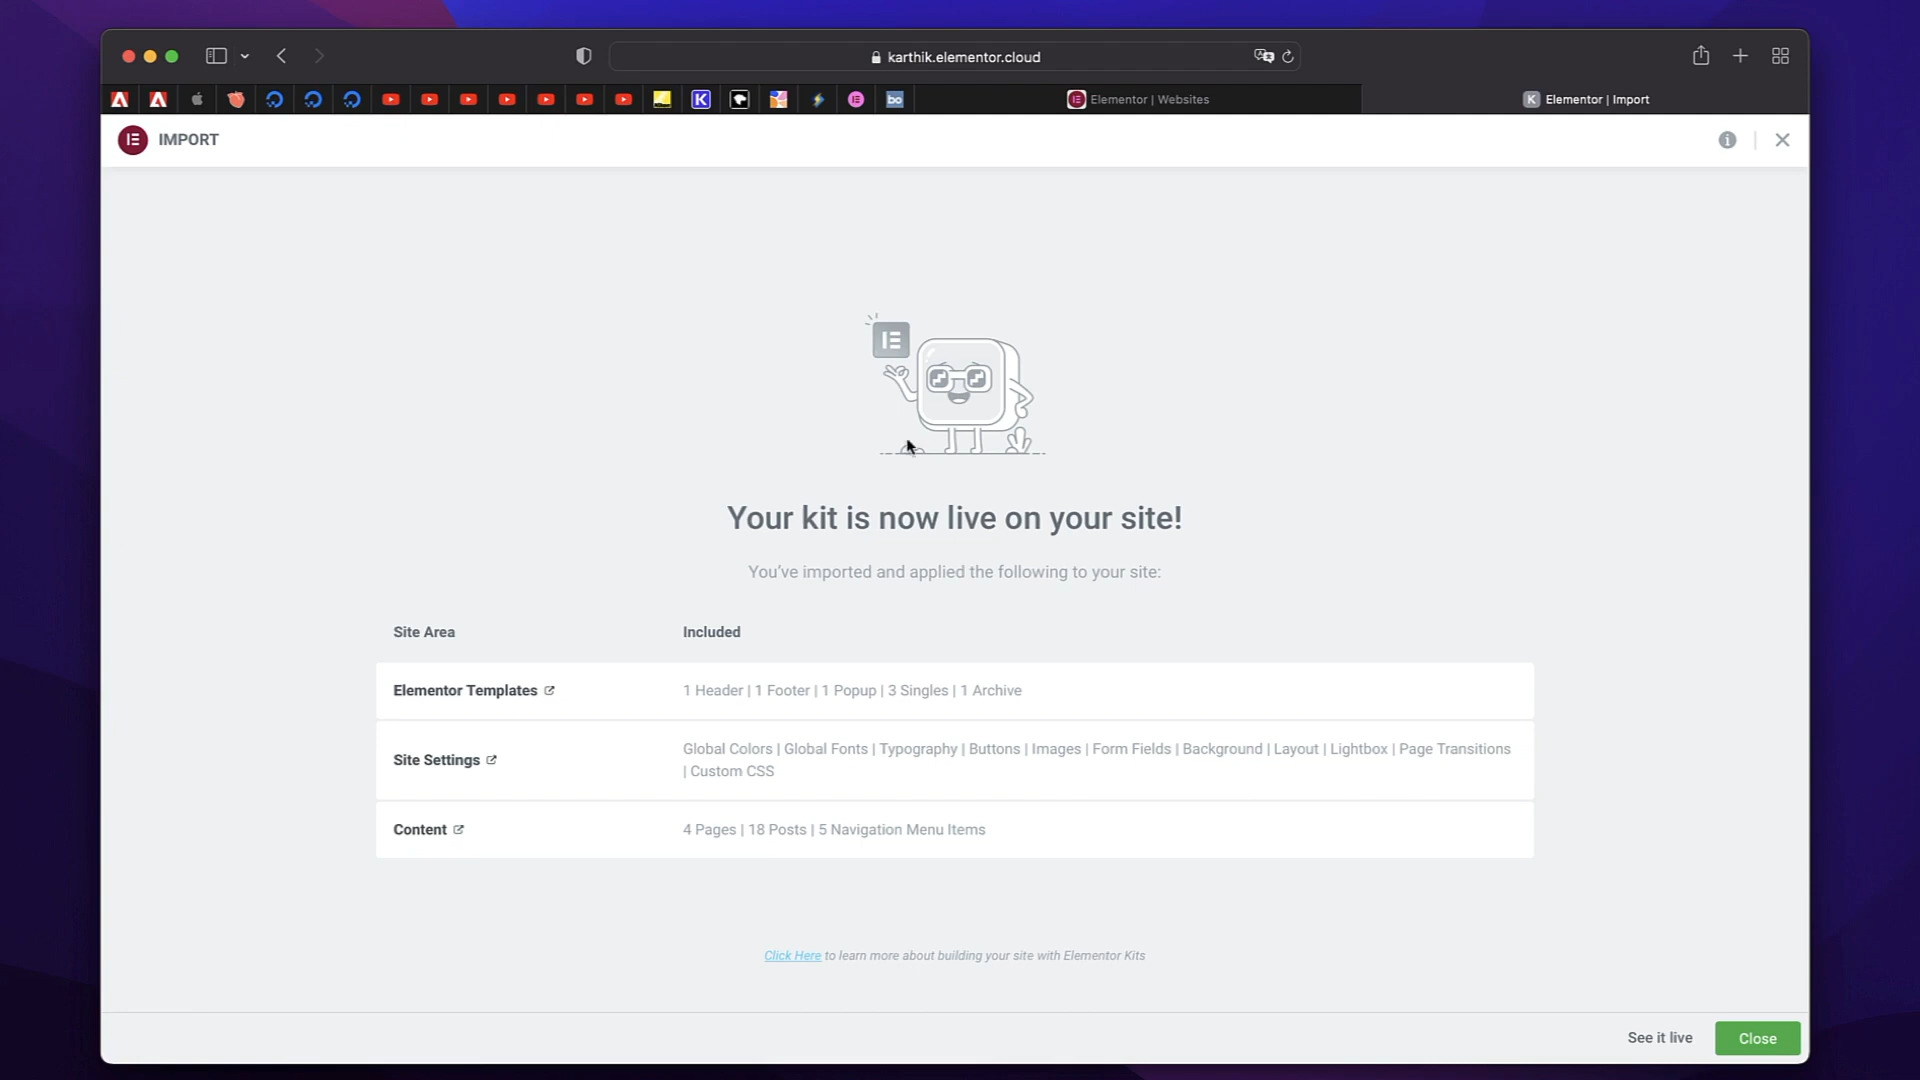 karthik.elementor.cloud
K
bo
Elementor | Websites
K
Elementor | Import
IMPORT
Your kit is now live on your site!
You've imported and applied the following to your site:
Site Area
Included
Elementor Templates
1 Header | 1 Footer | 1 Popup | 3 Singles | 1 Archive
Site Settings
Global Colors | Global Fonts | Typography | Buttons | Images | Form Fields | Background | Layout | Lightbox | Page Transitions
| Custom CSS
Content
4 Pages | 18 Posts | 5 Navigation Menu Items
Click Here to learn more about building your site with Elementor Kits
See it live
Close